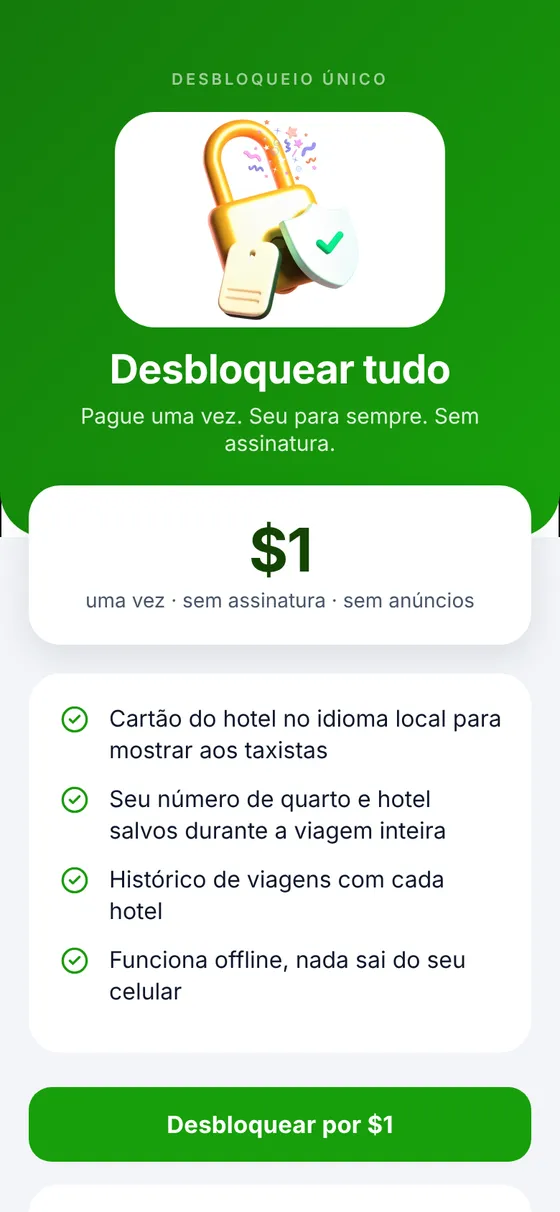 DESBLOQUEIO ÚNICO
Desbloquear tudo
Pague uma vez. Seu para sempre. Sem
assinatura.
$1
uma vez · sem assinatura · sem anúncios
Cartão do hotel no idioma local para
mostrar aos taxistas
Seu número de quarto e hotel
salvos durante a viagem inteira
Histórico de viagens com cada
hotel
Funciona offline, nada sai do seu
celular
Desbloquear por $1